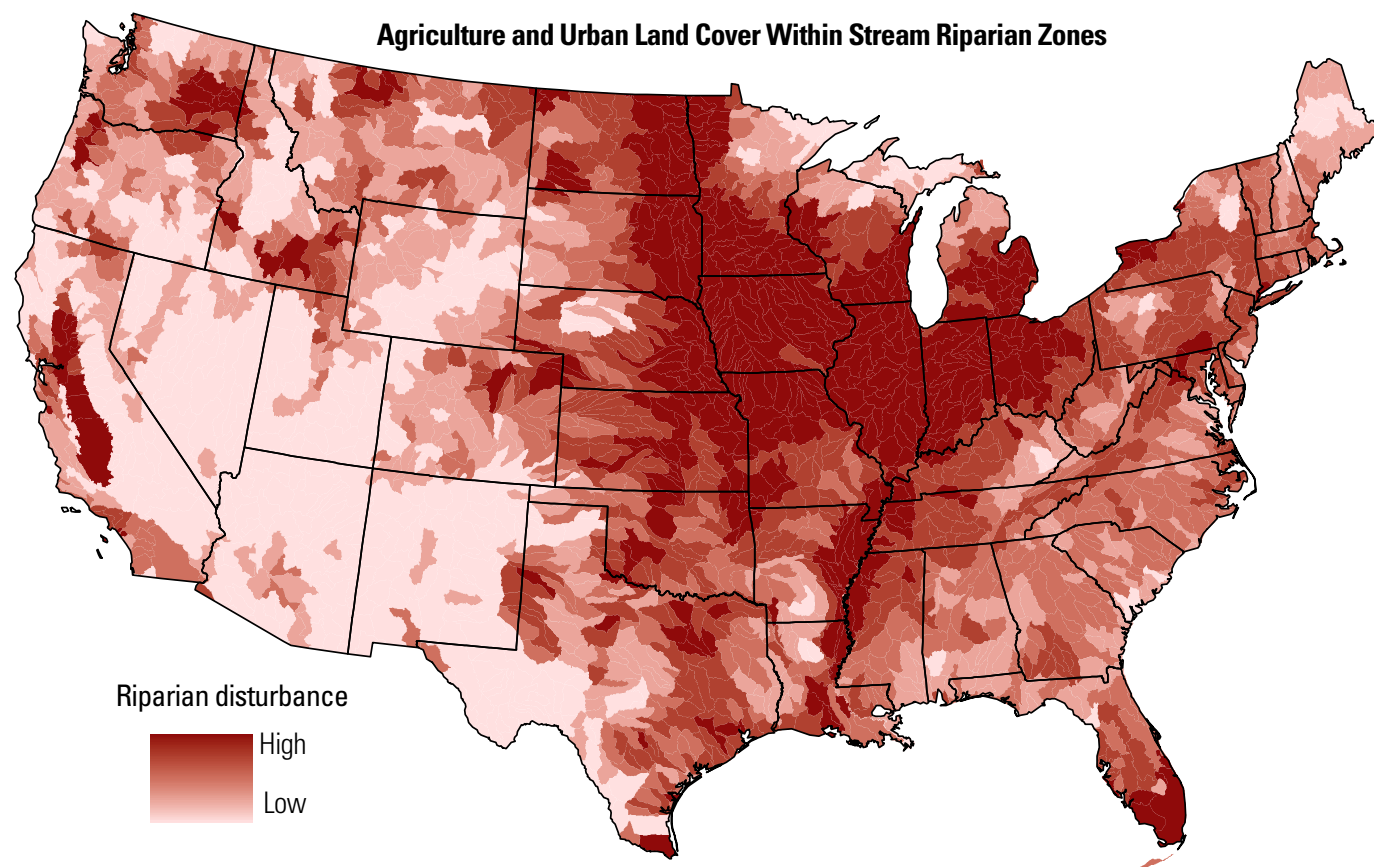 Agriculture and Urban Land Cover Within Stream Riparian Zones
Riparian disturbance
High
Low